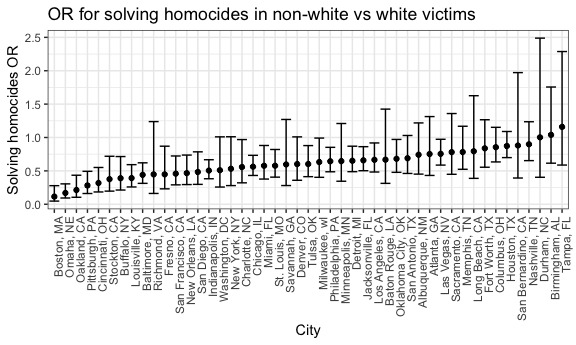 OR for solving homocides in non-white vs white victims
Solving homocides OR
2.5
2.0
1.5
1.0
0.5
0.0
Boston, MA
Omaha, NE
Oakland, CA
Pittsburgh, PA
Cincinnati, OH
Stockton, CA
Buffalo, NY
Louisville, KY
Baltimore, MD
Richmond, VA
Fresno, CA
San Francisco, CA
New Orleans, LA
San Diego, CA
Indianapolis, IN
Washington, DC
New York, NY
Charlotte, NC
Chicago, IL
Miami, FL
St. Louis, MO
Savannah, GA
Denver, CO
Tulsa, OK
Milwaukee, wI
Philadelphia, PA
Minneapolis, MN
Detroit, MI
Jacksonville, FL
Los Angeles, CA
Baton Rouge, CA
Oklahoma City, OK
San Antonio, TX
Albuquerque, NM
Atlanta, GA
Las Vegas, NV
Sacramento, CA
Memphis, TN
Long Beach, CA
Fort Worth, TX
Columbus, OH
Houston, TX
San Bernardino, CA
Nashville, TN
Durham, NC
Birmingham, AL
Tampa, FL
City